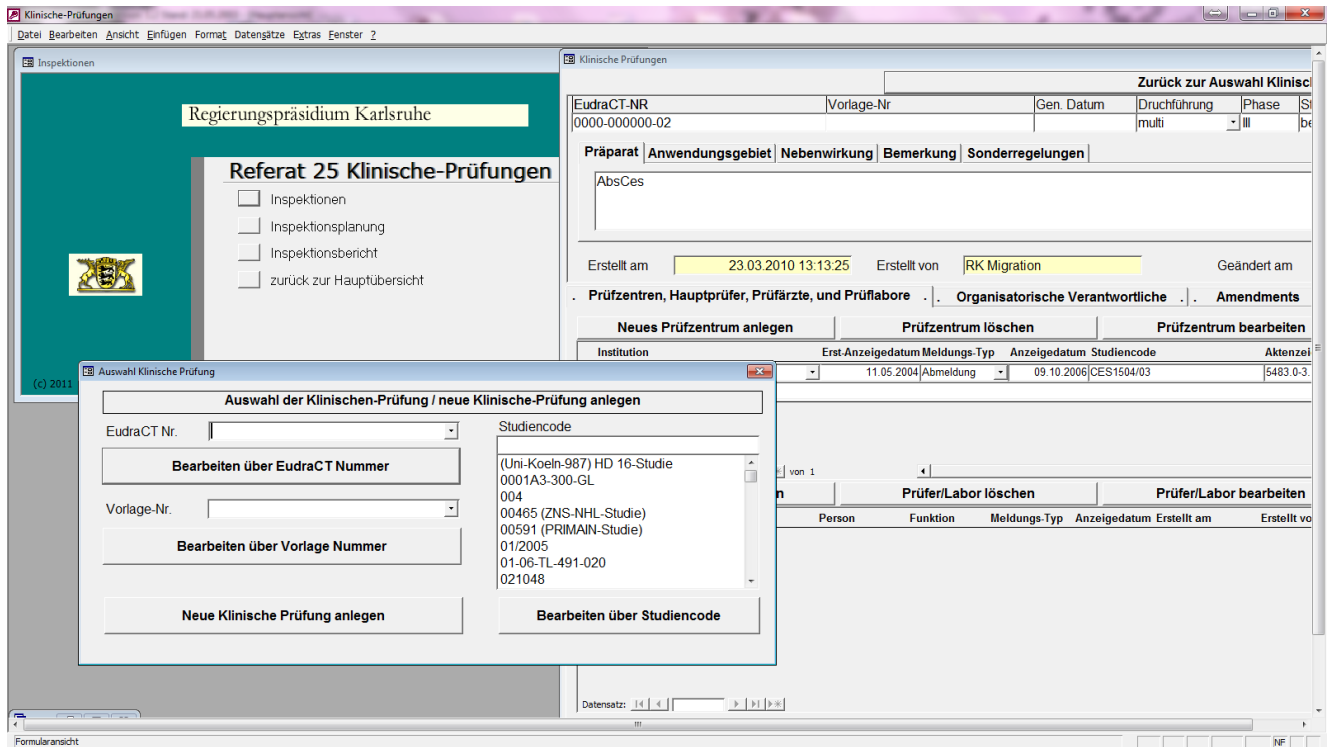 Klinische-Prüfungen
Datei Bearbeiten Ansicht Einfügen Format Datensätze Extras Fenster ?
Inspektionen
Regierungspräsidium Karlsruhe
Referat 25 Klinische-Prüfungen
Inspektionen
Inspektionsplanung
Inspektionsbericht
zurück zur Hauptübersicht
(c) 2011
Klinische Prüfungen
Zurück zur Auswahl Klinisc
EudraCT-NR Vorlage-Nr Gen. Datum Druchführung Phase St
0000-000000-02 multi III be
Präparat Anwendungsgebiet Nebenwirkung Bemerkung Sonderregelungen
AbsCes
Erstellt am 23.03.2010 13:13:25 Erstellt von RK Migration Geändert am
. Prüfzentren, Hauptprüfer, Prüfärzte, und Prüflabore . . Organisatorische Verantwortliche . . Amendments
Neues Prüfzentrum anlegen Prüfzentrum löschen Prüfzentrum bearbeiten
Institution Erst-Anzeigedatum Meldungs-Typ Anzeigedatum Studiencode Aktenzei
11.05.2004 Abmeldung 09.10.2006 CES1504/03 5483.0-3.
von 1
n Prüfer/Labor löschen Prüfer/Labor bearbeiten
Person Funktion Meldungs-Typ Anzeigedatum Erstellt am Erstellt vo
Datensatz:
Auswahl Klinische Prüfung
Auswahl der Klinischen-Prüfung / neue Klinische-Prüfung anlegen
EudraCT Nr.
Bearbeiten über EudraCT Nummer
Vorlage-Nr.
Bearbeiten über Vorlage Nummer
Neue Klinische Prüfung anlegen
Studiencode
(Uni-Koeln-987) HD 16-Studie
0001A3-300-GL
004
00465 (ZNS-NHL-Studie)
00591 (PRIMAIN-Studie)
01/2005
01-06-TL-491-020
021048
Bearbeiten über Studiencode
Formularansicht NF